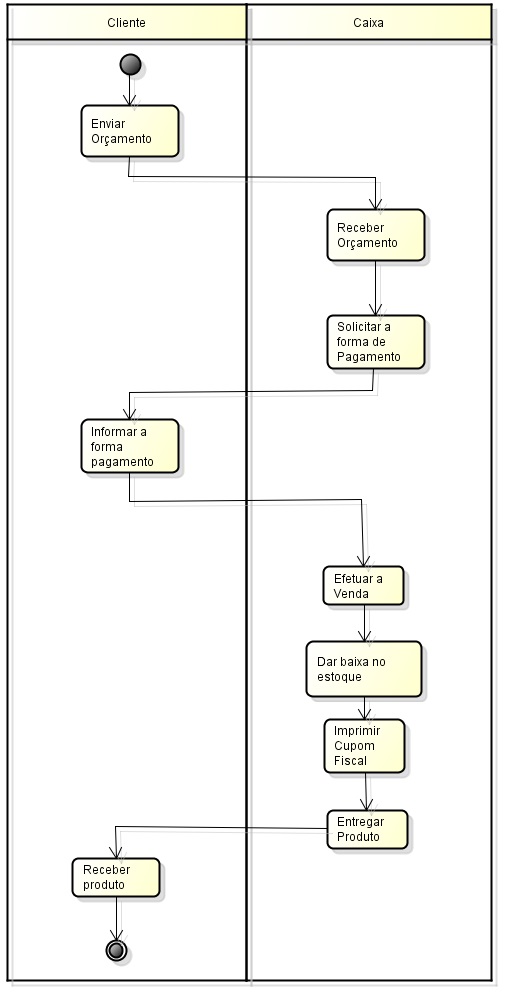 Cliente
Caixa
Enviar
Orçamento
Receber
Orçamento
Solicitar a
forma de
Pagamento
Informar a
forma
pagamento
Efetuar a
Venda
Dar baixa no
estoque
Imprimir
Cupom
Fiscal
Entregar
Produto
Receber
produto